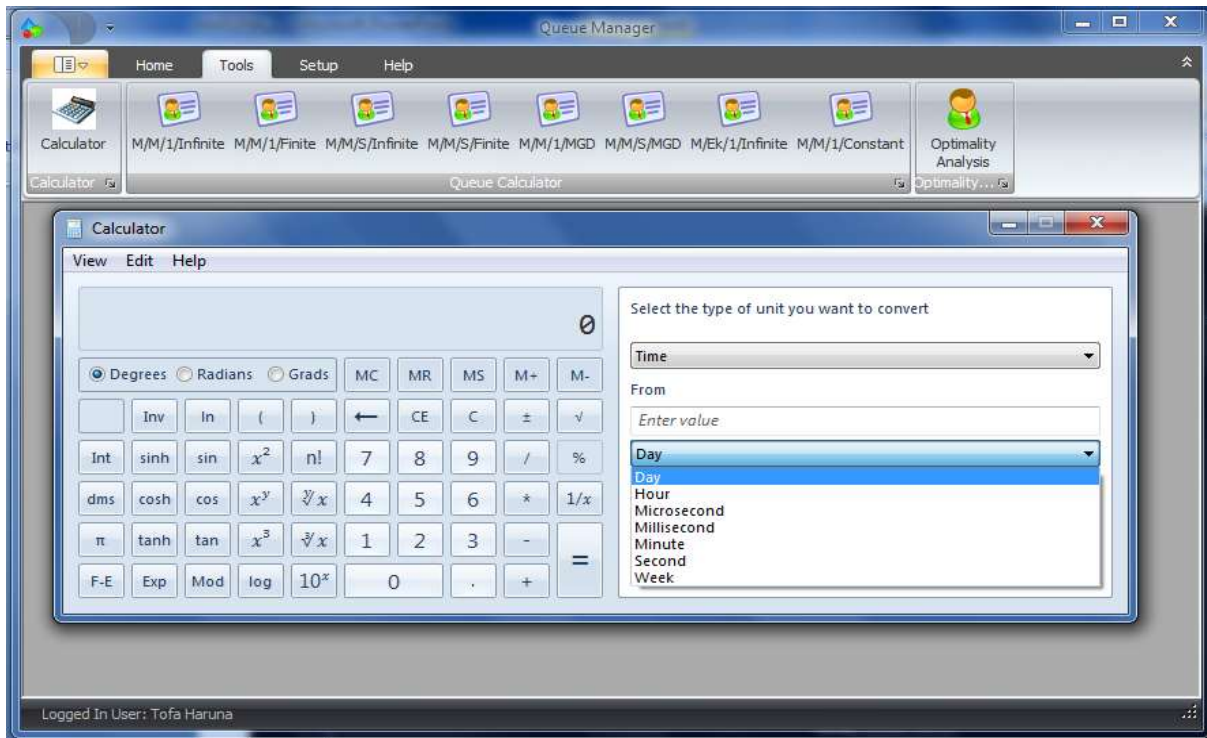 Queue Manager
Home Tools Setup Help
Calculator M/M/1/Infinite M/M/1/Finite M/M/S/Infinite M/M/S/Finite M/M/1/MGD M/M/S/MGD M/Ek/1/Infinite M/M/1/Constant Optimality
Analysis
Calculator Queue Calculator Optimality...
Calculator
View Edit Help
0
Select the type of unit you want to convert
Time
Degrees Radians Grads MC MR MS M+ M-
From
Inv In ( ) ← CE C ± √
Enter value
Int sinh sin x² n! 7 8 9 / %
Day
Day
Hour
Microsecond
Millisecond
Minute
Second
Week
dms cosh cos xʸ ʸ√x 4 5 6 * 1/x
π tanh tan x³ ³√x 1 2 3 - =
F-E Exp Mod log 10ˣ 0 . +
Logged In User: Tofa Haruna